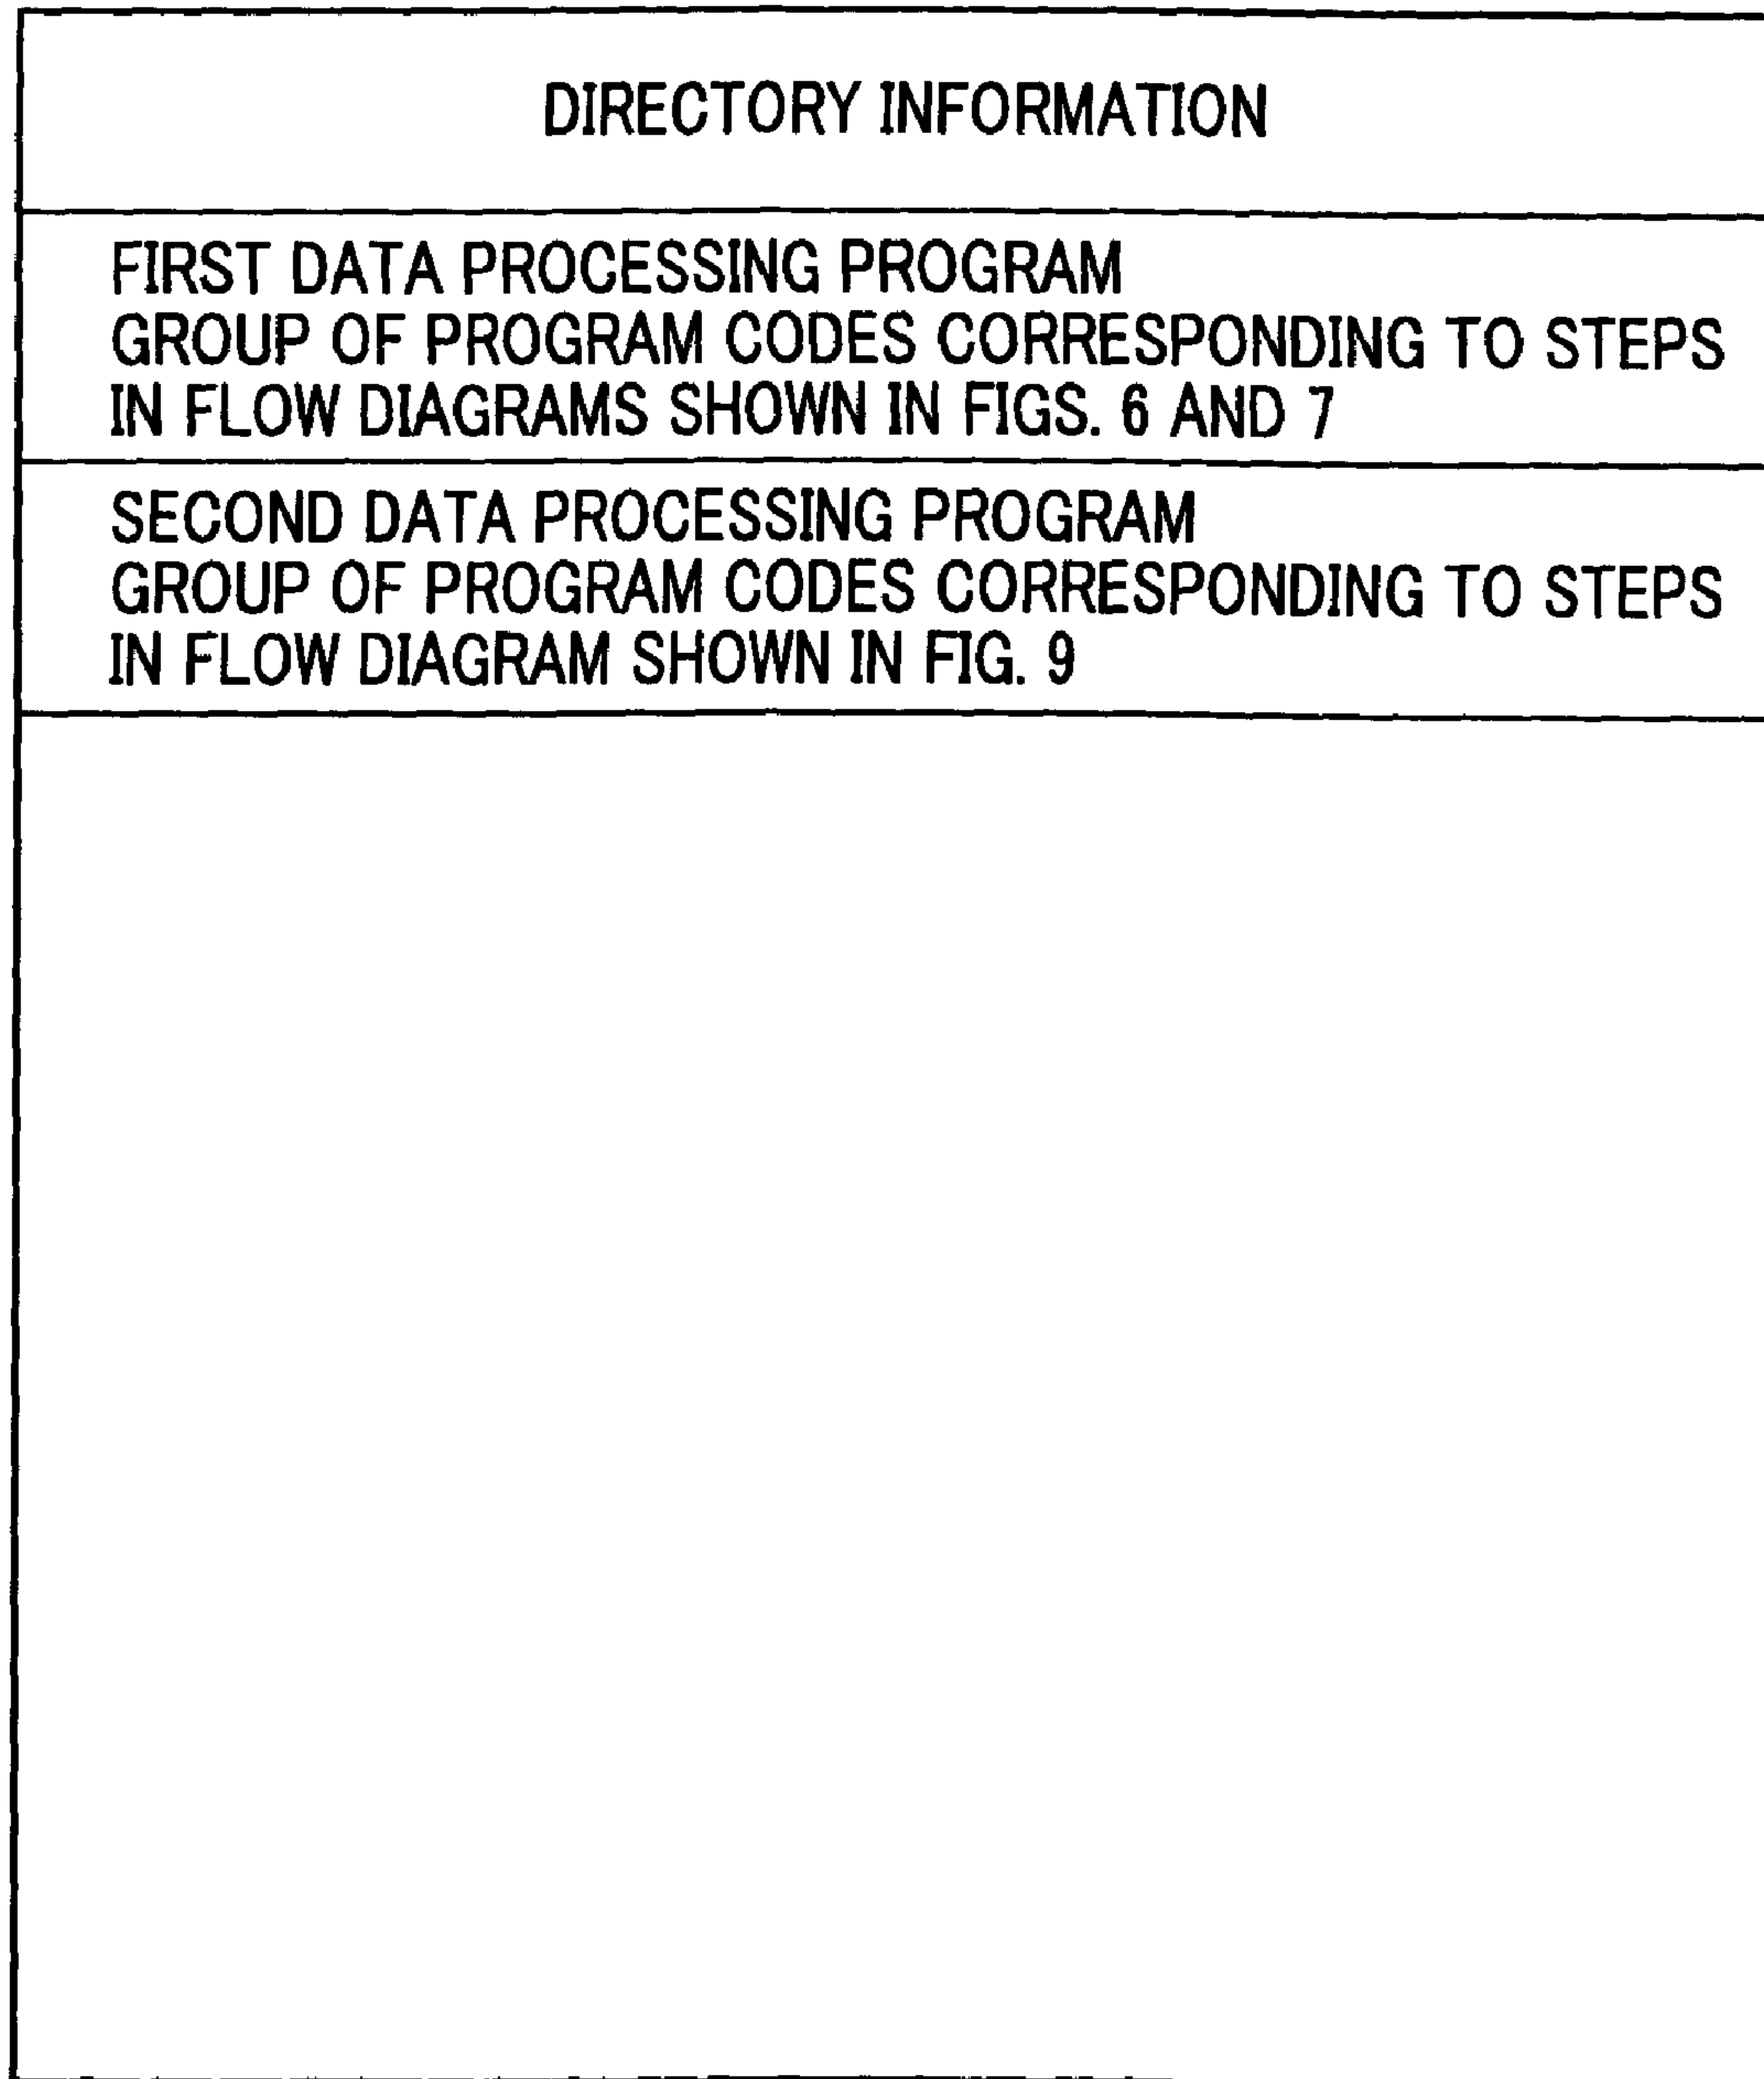 DIRECTORY INFORMATION
FIRST DATA PROCESSING PROGRAM
GROUP OF PROGRAM CODES CORRESPONDING TO STEPS
IN FLOW DIAGRAMS SHOWN IN FIGS. 6 AND 7
SECOND DATA PROCESSING PROGRAM
GROUP OF PROGRAM CODES CORRESPONDING TO STEPS
IN FLOW DIAGRAM SHOWN IN FIG. 9